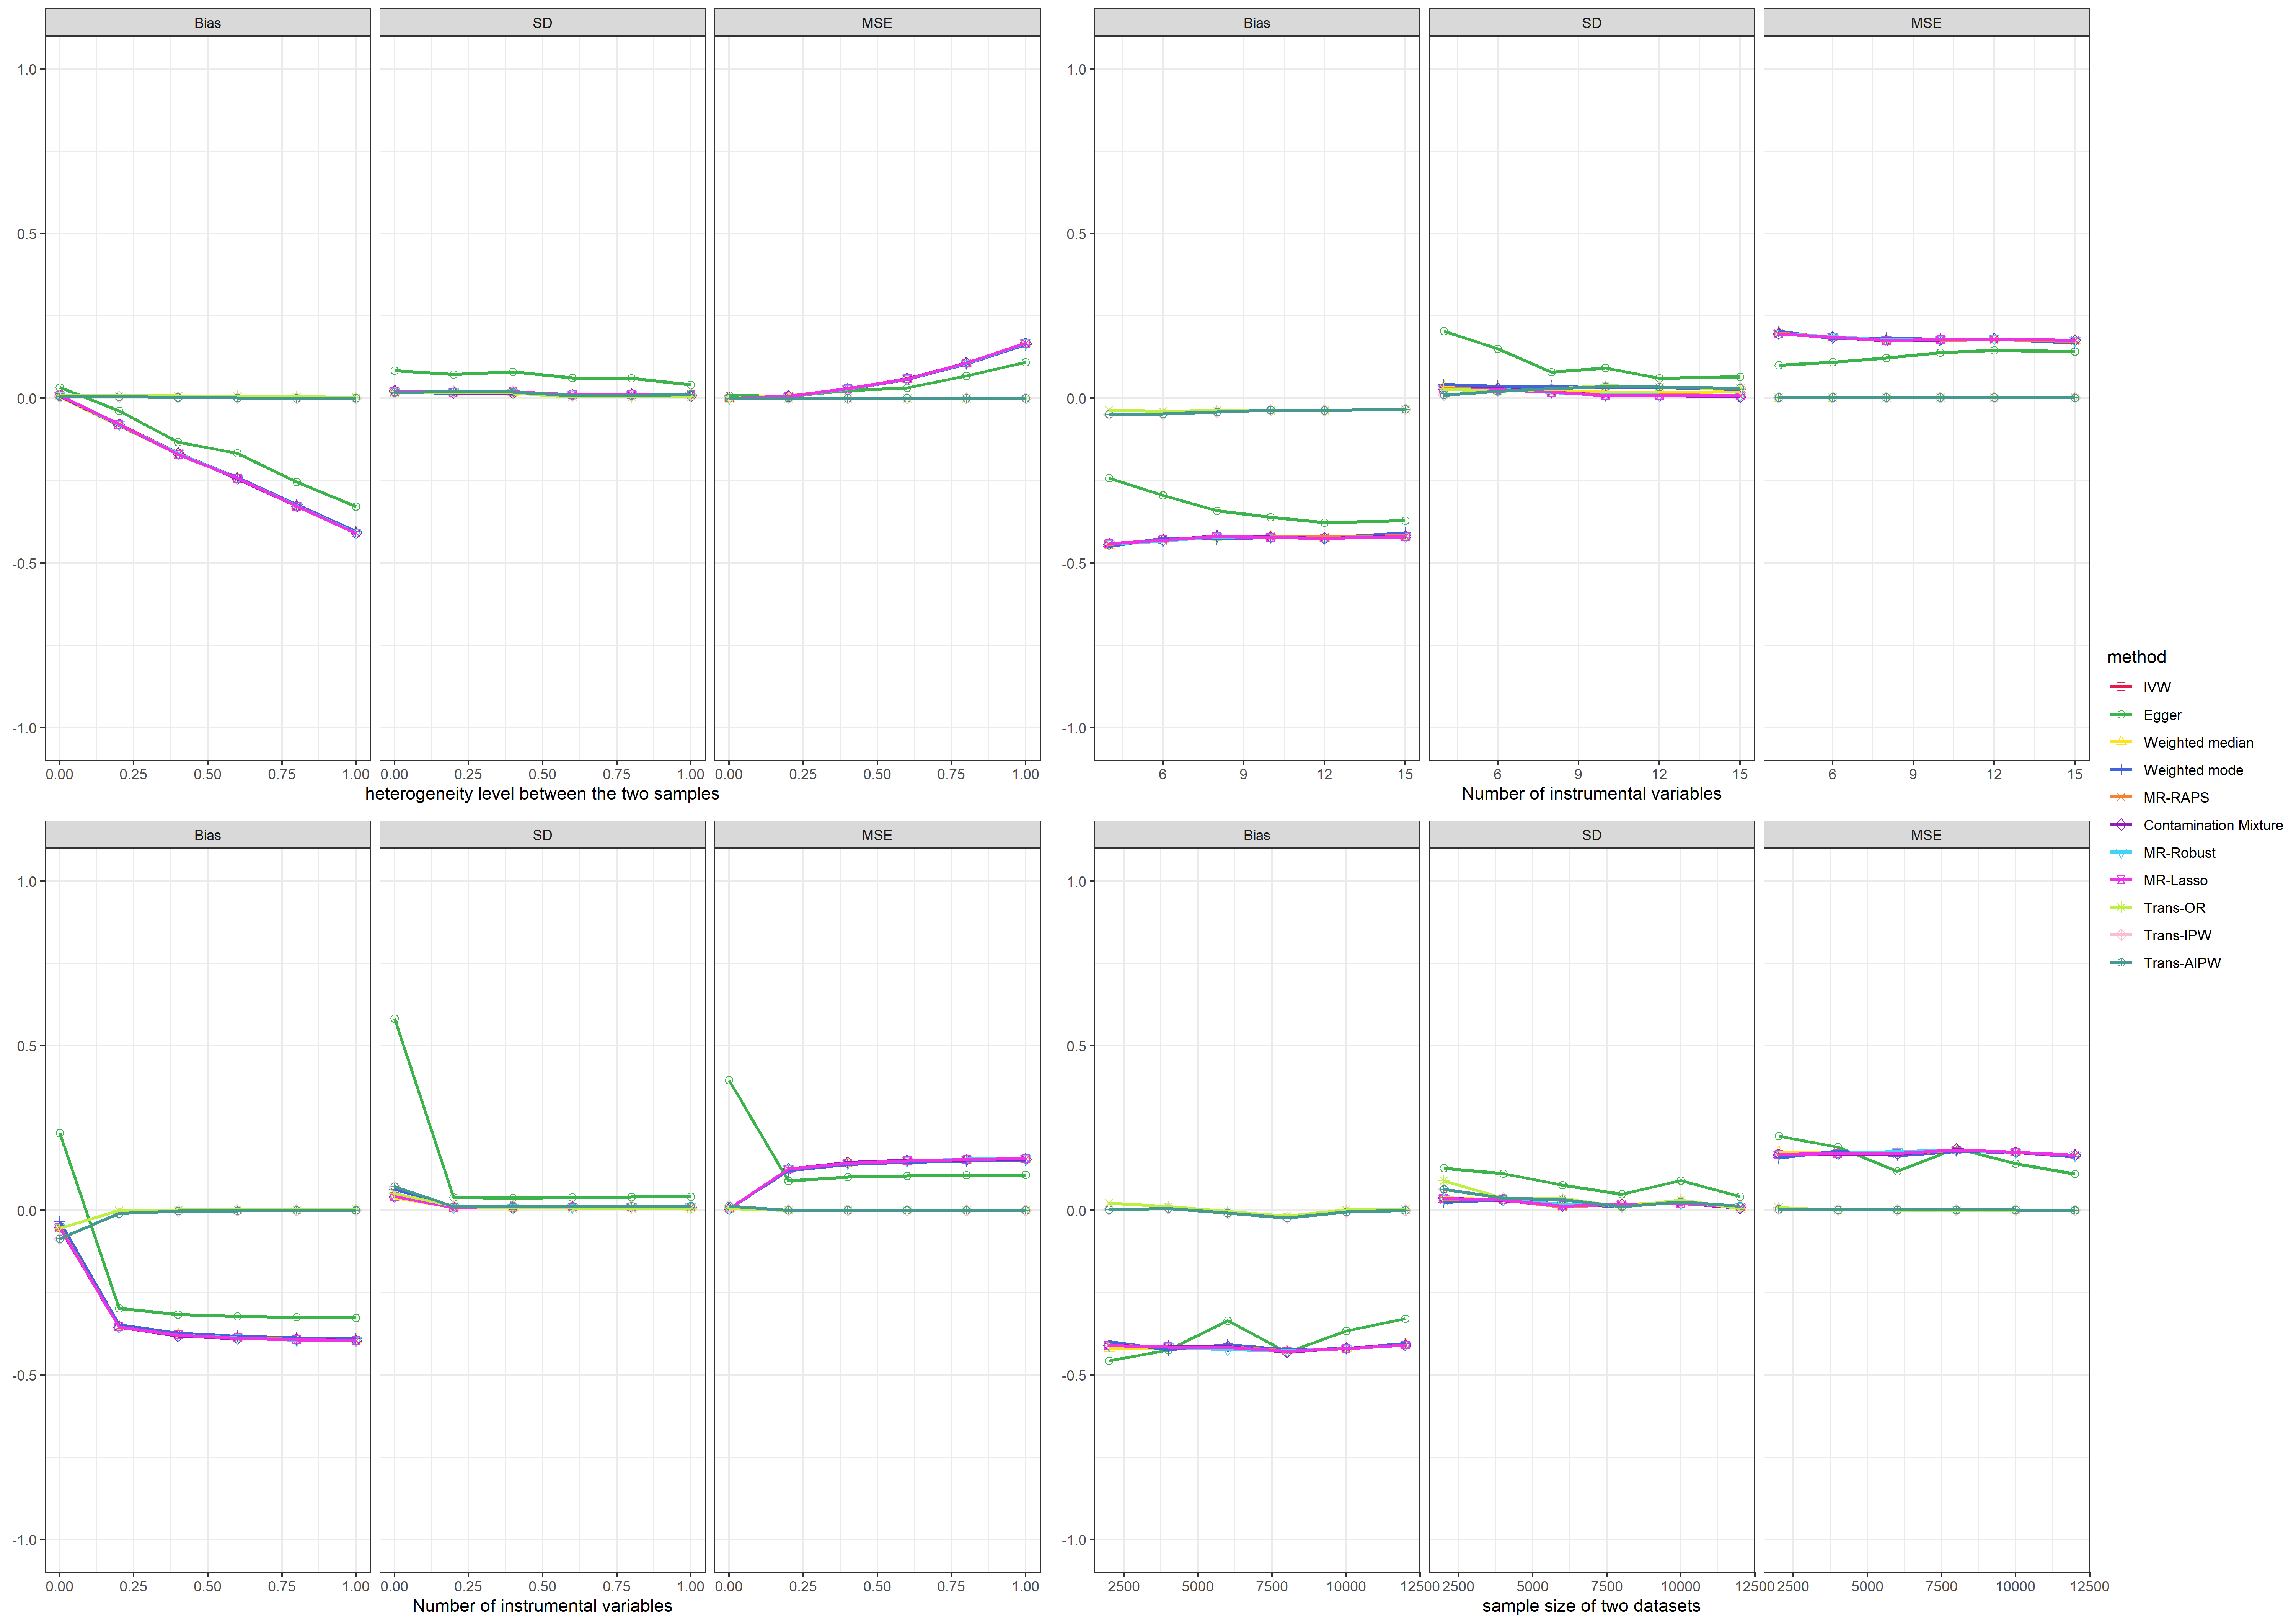 Bias SD MSE
1.0
0.5
0.0
-0.5
-1.0
0.00 0.25 0.50 0.75 1.00 0.00 0.25 0.50 0.75 1.00 0.00 0.25 0.50 0.75 1.00
heterogeneity level between the two samples
Bias SD MSE
1.0
0.5
0.0
-0.5
-1.0
6 9 12 15 6 9 12 15 6 9 12 15
Number of instrumental variables
Bias SD MSE
1.0
0.5
0.0
-0.5
-1.0
0.00 0.25 0.50 0.75 1.00 0.00 0.25 0.50 0.75 1.00 0.00 0.25 0.50 0.75 1.00
Number of instrumental variables
Bias SD MSE
1.0
0.5
0.0
-0.5
-1.0
2500 5000 7500 10000 12500 2500 5000 7500 10000 12500 2500 5000 7500 10000 12500
sample size of two datasets
method
IVW
Egger
Weighted median
Weighted mode
MR-RAPS
Contamination Mixture
MR-Robust
MR-Lasso
Trans-OR
Trans-IPW
Trans-AIPW